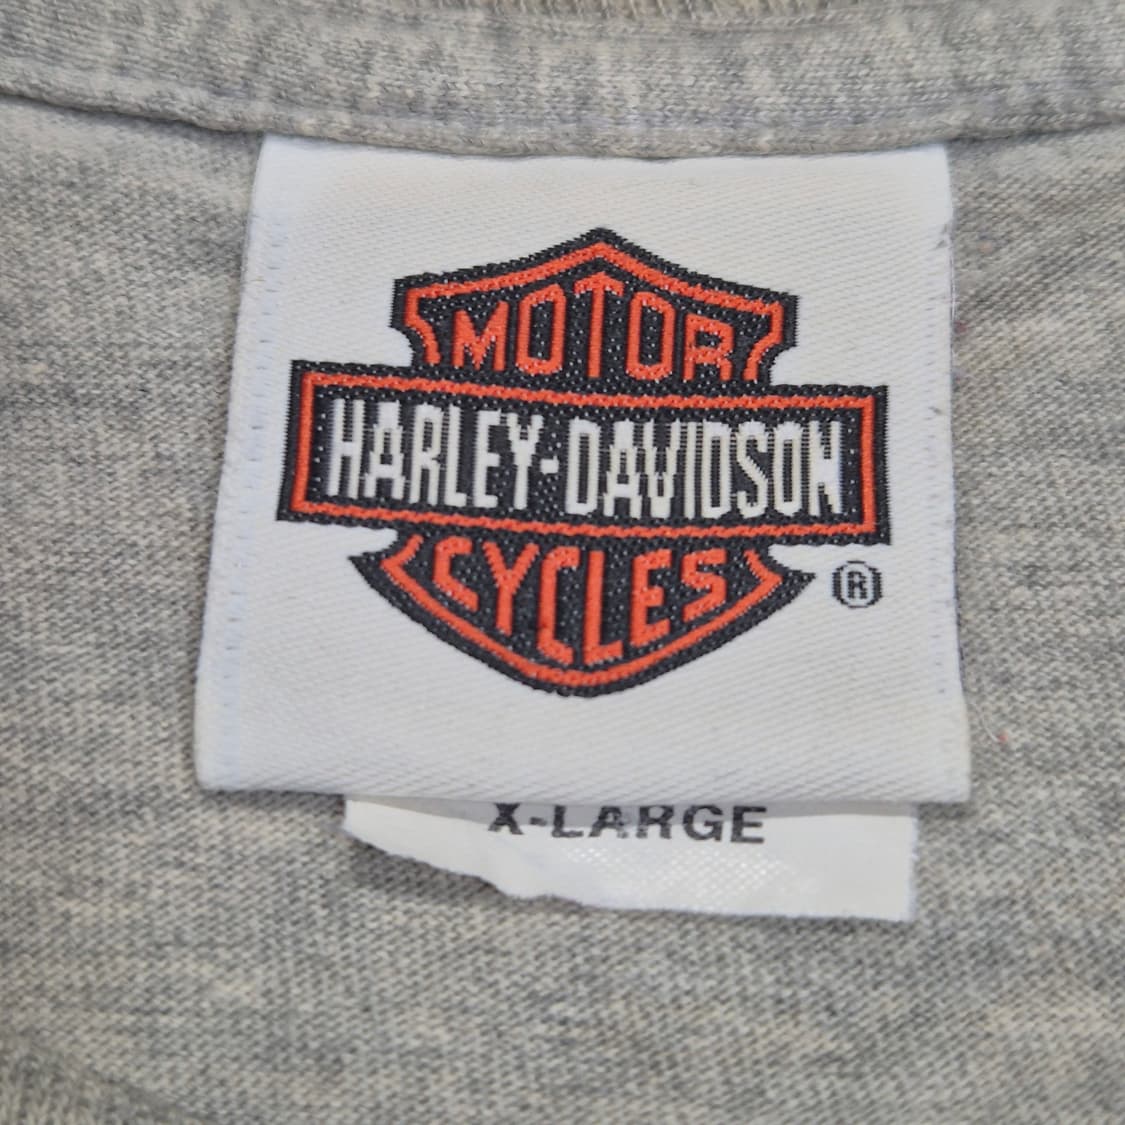 MOTOR
HARLEY-DAVIDSON
CYCLES
®
X-LARGE